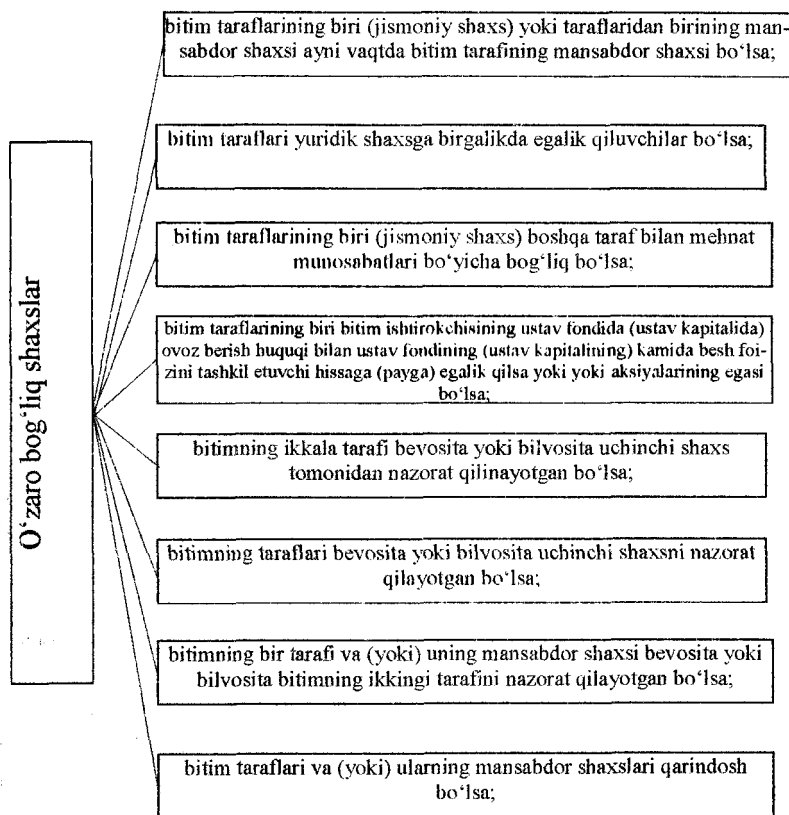 bitim taraflarining biri (jismoniy shaxs) yoki taraflaridan birining man-
sabdor shaxsi ayni vaqtda bitim tarafining mansabdor shaxsi bo‘lsa;
bitim taraflari yuridik shaxsga birgalikda egalik qiluvchilar bo‘lsa;
bitim taraflarining biri (jismoniy shaxs) boshqa taraf bilan mehnat
munosabatlari bo‘yicha bog‘liq bo‘lsa;
O‘zaro bog‘liq shaxslar
bitim taraflarining biri bitim ishtirokchisining ustav fondida (ustav kapitalida)
ovoz berish huquqi bilan ustav fondining (ustav kapitalining) kamida besh foi-
zini tashkil etuvchi hissaga (payga) egalik qilsa yoki yoki aksiyalarining egasi
bo‘lsa;
bitimning ikkala tarafi bevosita yoki bilvosita uchinchi shaxs
tomonidan nazorat qilinayotgan bo‘lsa;
bitimning taraflari bevosita yoki bilvosita uchinchi shaxsni nazorat
qilayotgan bo‘lsa;
bitimning bir tarafi va (yoki) uning mansabdor shaxsi bevosita yoki
bilvosita bitimning ikkingi tarafini nazorat qilayotgan bo‘lsa;
bitim taraflari va (yoki) ularning mansabdor shaxslari qarindosh
bo‘lsa;